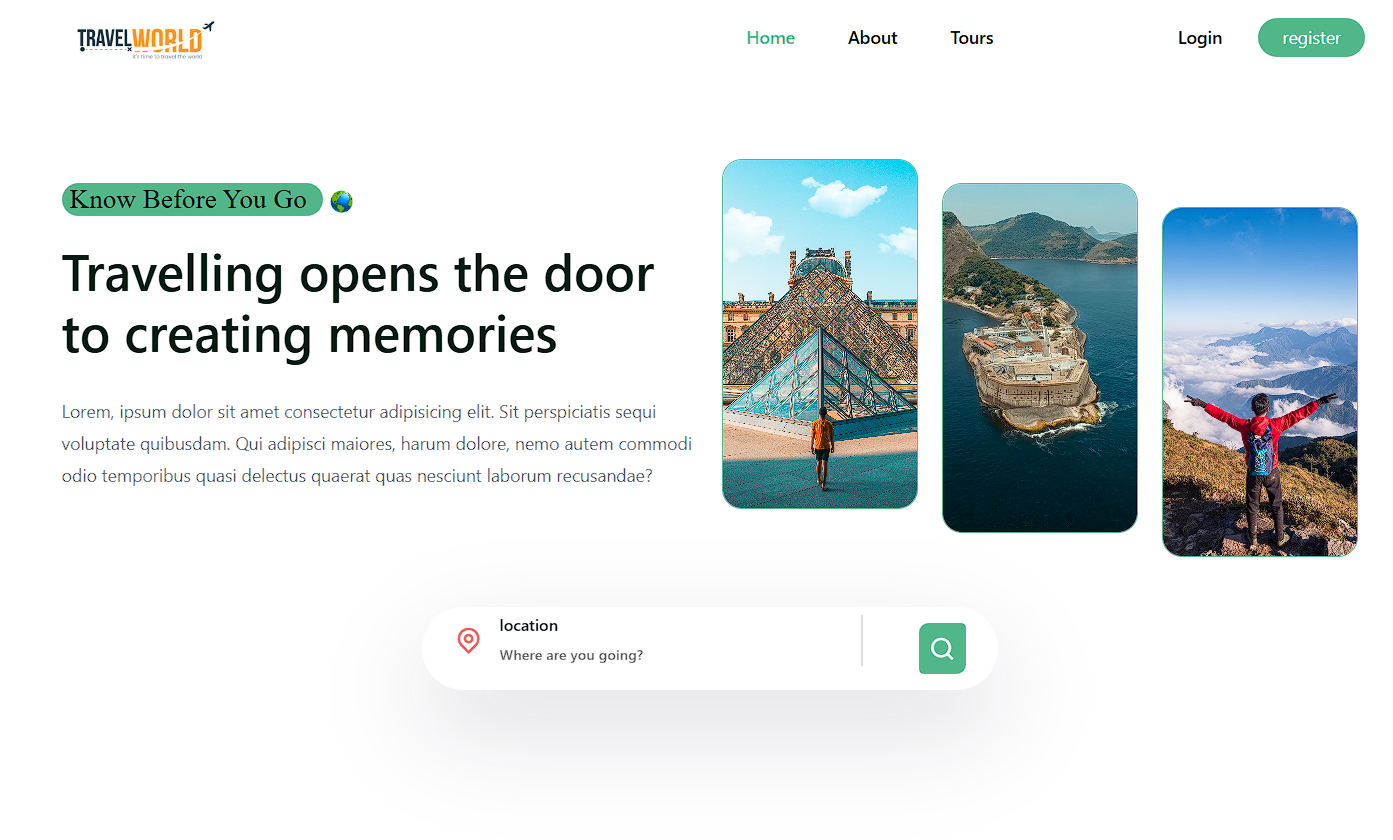 TRAVELWORLD
it's time to travel the world
Home
About
Tours
Login
register
Know Before You Go
Travelling opens the door
to creating memories
Lorem, ipsum dolor sit amet consectetur adipisicing elit. Sit perspiciatis sequi
voluptate quibusdam. Qui adipisci maiores, harum dolore, nemo autem commodi
odio temporibus quasi delectus quaerat quas nesciunt laborum recusandae?
location
Where are you going?